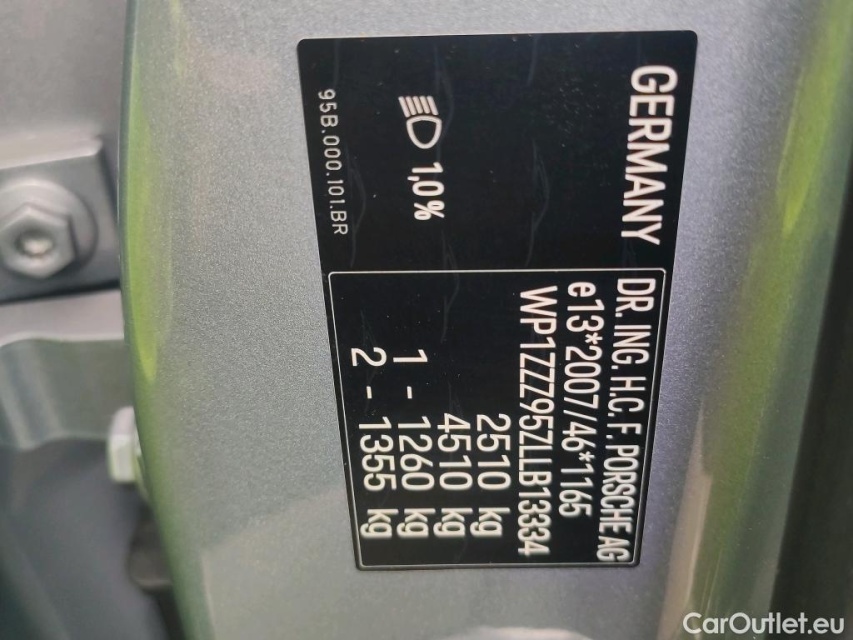 GERMANY
1,0%
95B.000.101.BR
DR. ING. H.C. F. PORSCHE AG
e13*2007/46*1165
WP1ZZZ95ZLLB13334
2510 kg
4510 kg
1 - 1260 kg
2 - 1355 kg
CarOutlet.eu